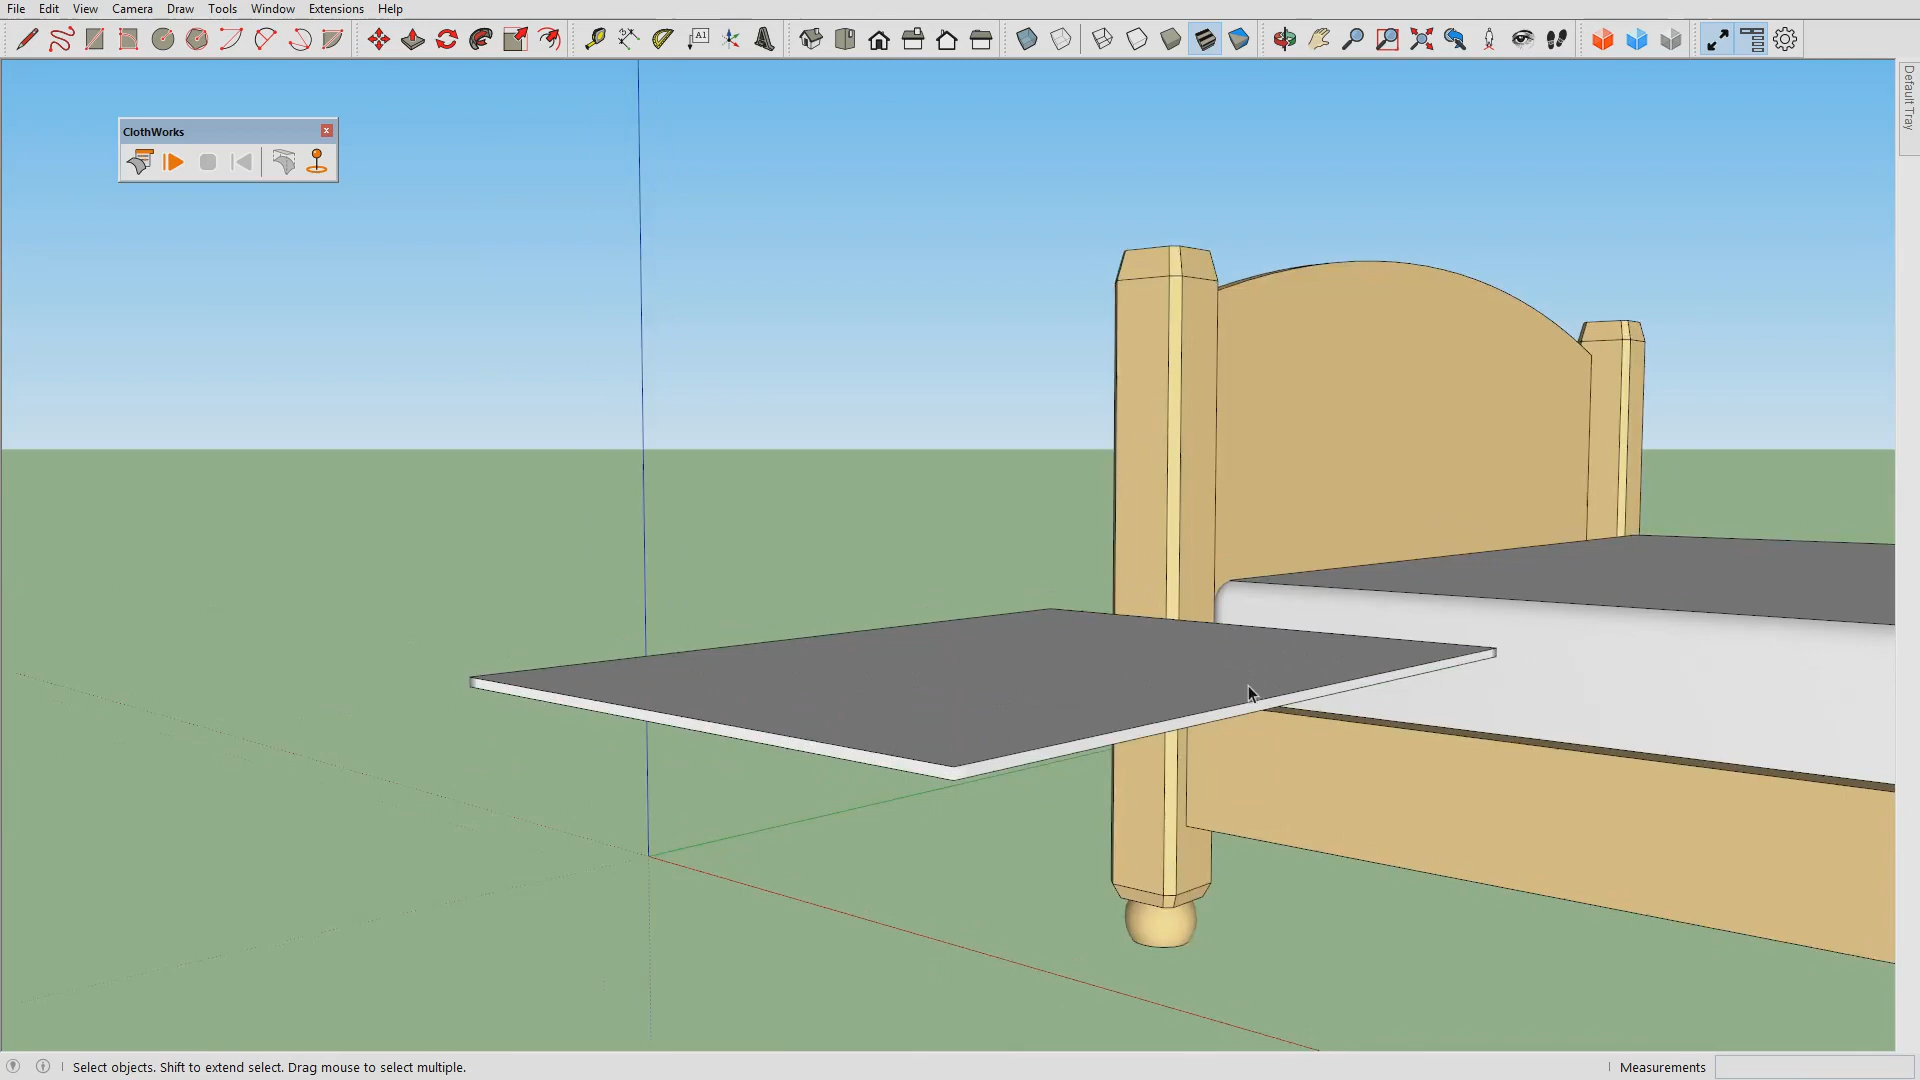 File Edit View Camera Draw Tools Window Extensions Help
A1
Default Tray
ClothWorks
Select objects. Shift to extend select. Drag mouse to select multiple.
Measurements